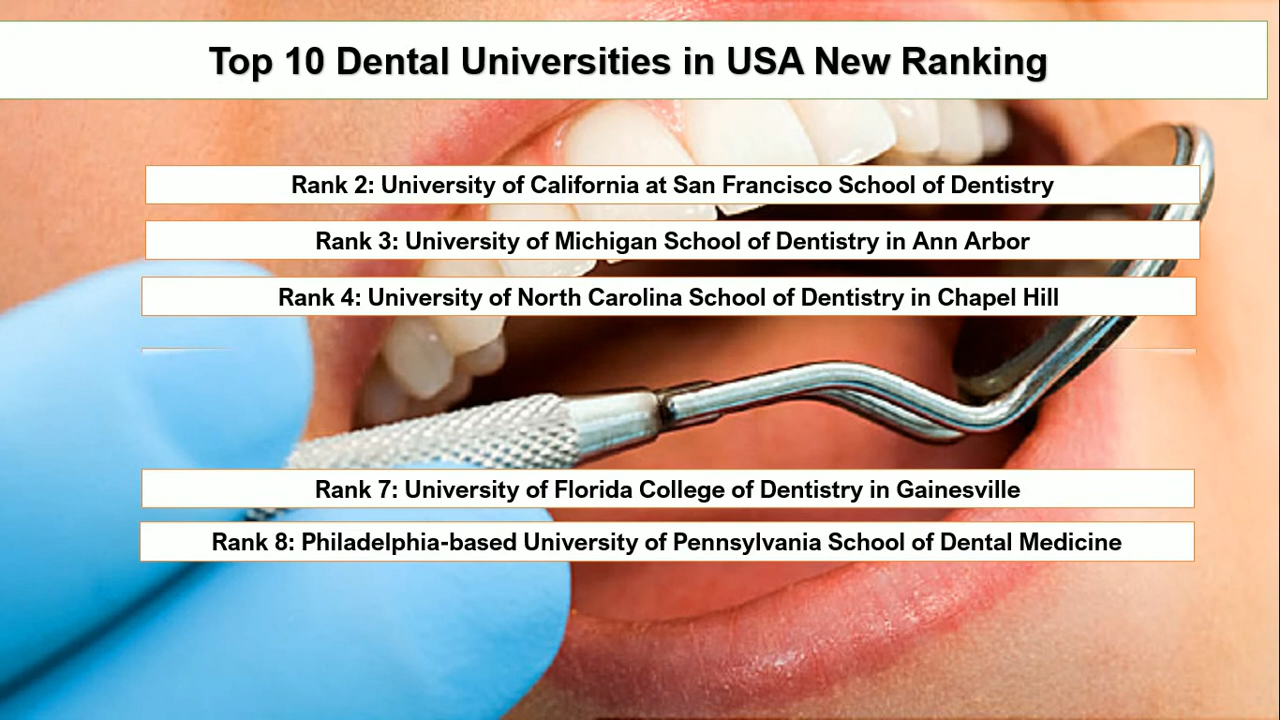 Top 10 Dental Universities in USA New Ranking
Rank 2: University of California at San Francisco School of Dentistry
Rank 3: University of Michigan School of Dentistry in Ann Arbor
Rank 4: University of North Carolina School of Dentistry in Chapel Hill
Rank 7: University of Florida College of Dentistry in Gainesville
Rank 8: Philadelphia-based University of Pennsylvania School of Dental Medicine